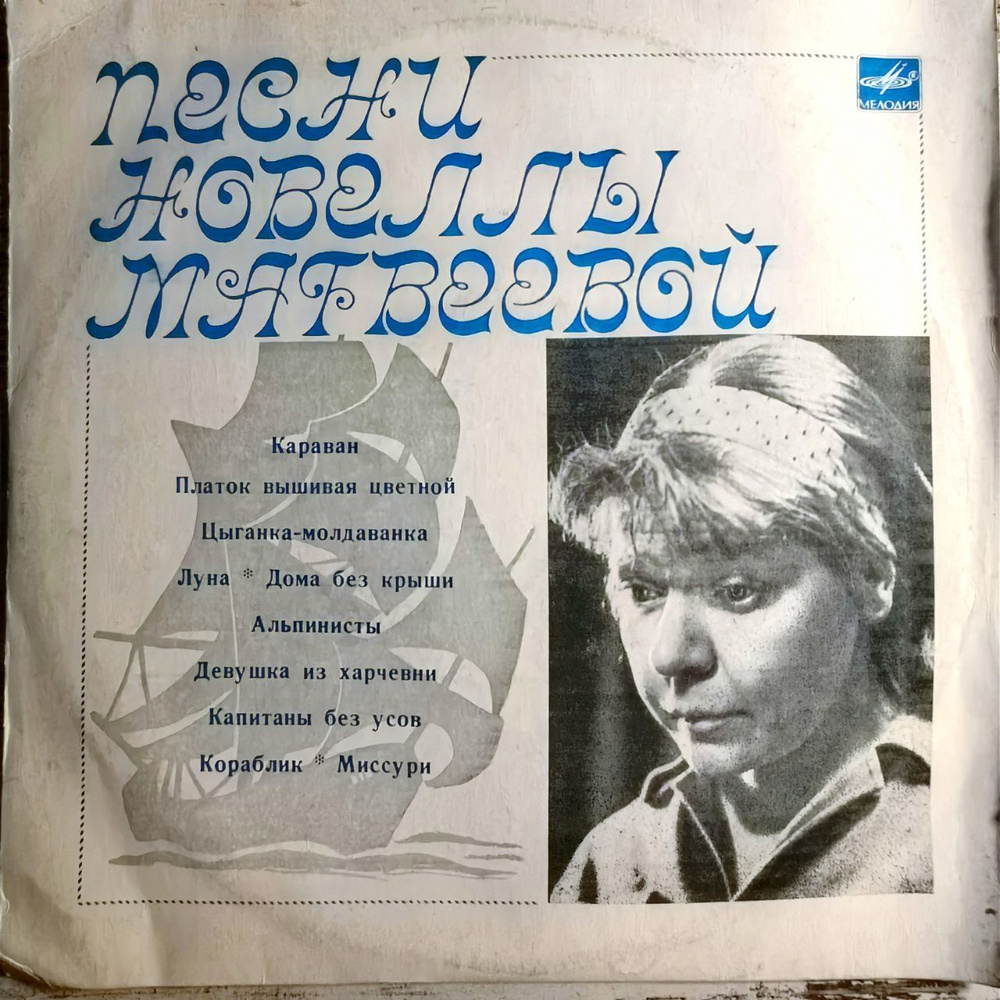 ПЕСНИ
НОВЕЛЛЫ
МАТВЕЕВОЙ
МЕЛОДИЯ
Караван
Платок вышивая цветной
Цыганка-молдаванка
Луна * Дома без крыши
Альпинисты
Девушка из харчевни
Капитаны без усов
Кораблик * Миссури